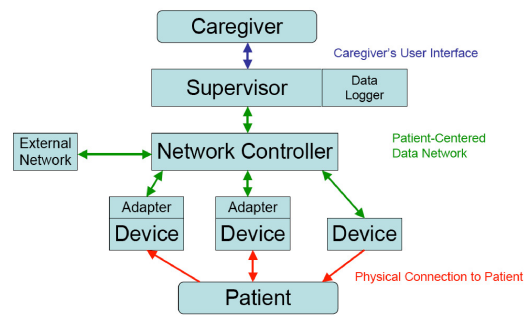 Caregiver
Caregiver's User Interface
Supervisor
Data
Logger
External
Network
Network Controller
Patient-Centered
Data Network
Adapter
Device
Adapter
Device
Device
Physical Connection to Patient
Patient